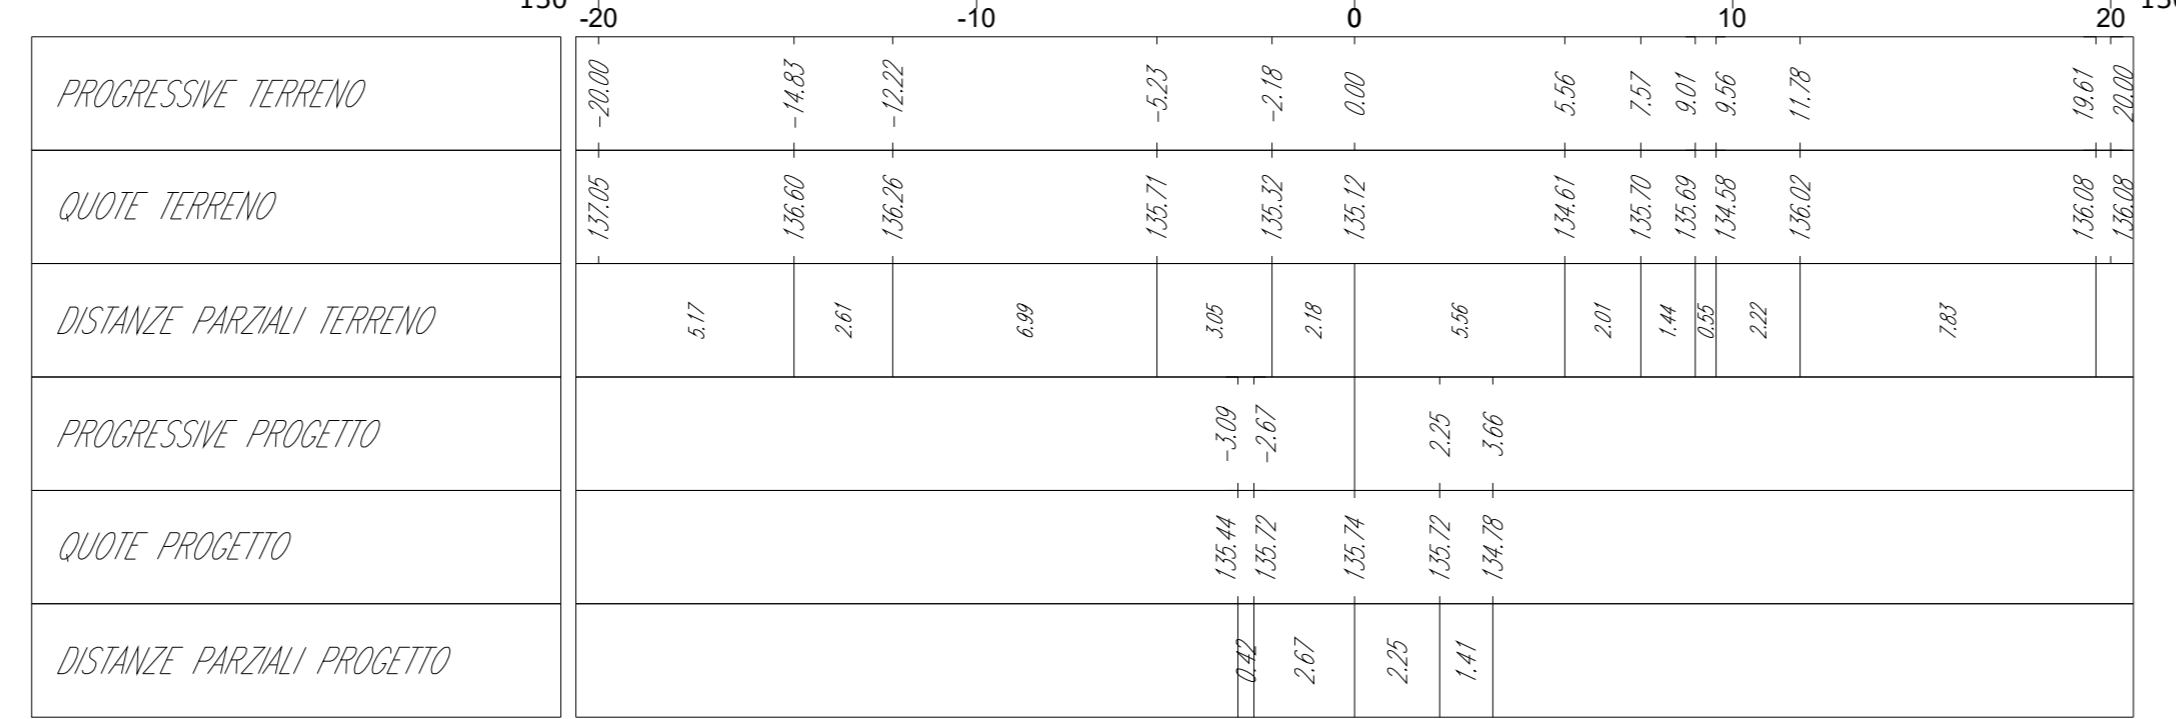 -20 -10 0 10 20
PROGRESSIVE TERRENO -20.00 -14.83 -12.22 -5.23 -2.18 0.00 5.56 7.57 9.01 9.56 11.78 19.61 20.00
QUOTE TERRENO 137.05 136.60 136.26 135.71 135.32 135.12 134.61 135.70 135.69 134.58 136.02 136.08 136.08
DISTANZE PARZIALI TERRENO 5.17 2.61 6.99 3.05 2.18 5.56 2.01 1.44 0.55 2.22 7.83
PROGRESSIVE PROGETTO -3.09 -2.67 2.25 3.66
QUOTE PROGETTO 135.44 135.72 135.74 135.72 134.78
DISTANZE PARZIALI PROGETTO 0.42 2.67 2.25 1.41